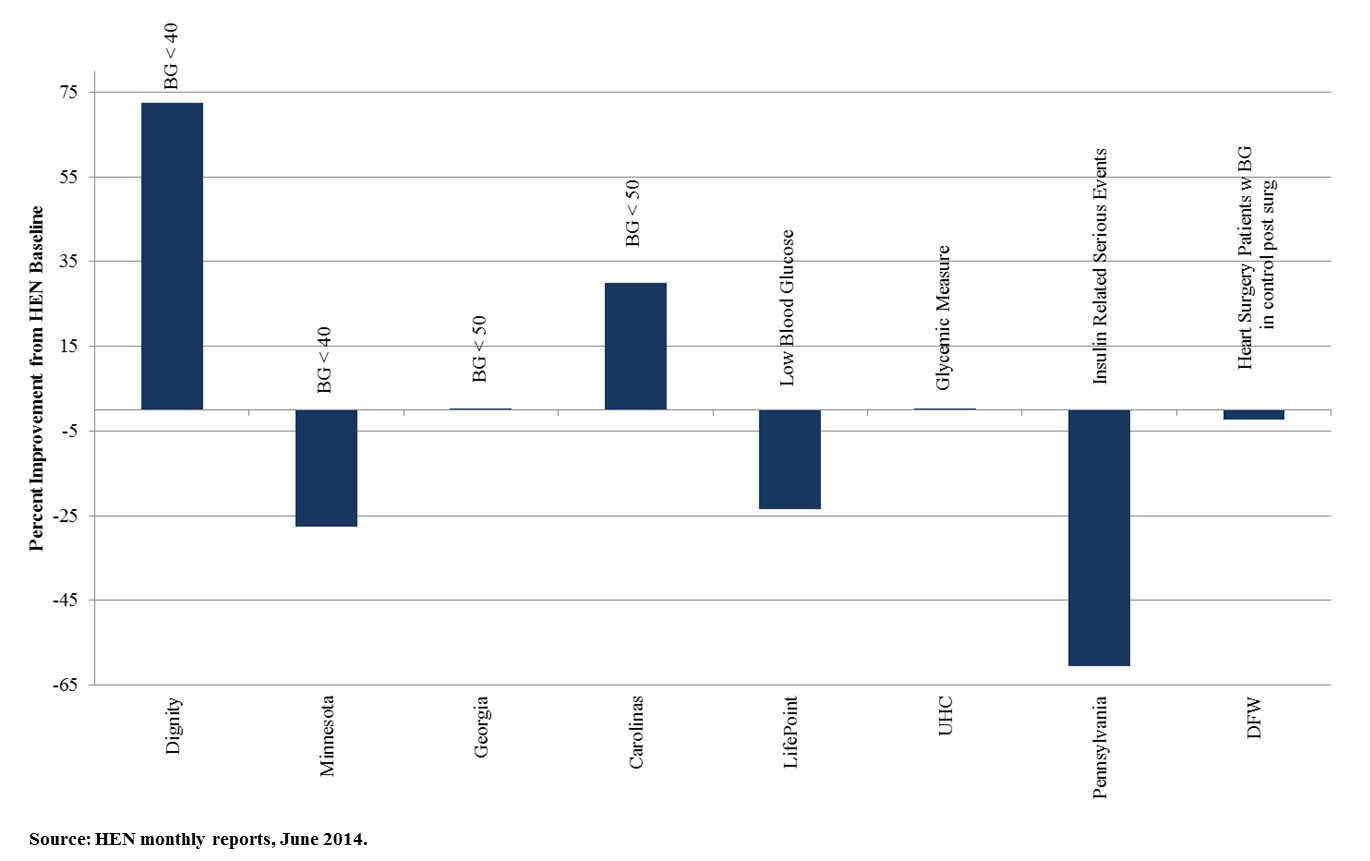 Percent Improvement from HEN Baseline
75
55
35
15
-5
-25
-45
-65
BG < 40
BG < 40
BG < 50
BG < 50
Low Blood Glucose
Glycemic Measure
Insulin Related Serious Events
Heart Surgery Patients w BG
in control post surg
Dignity
Minnesota
Georgia
Carolinas
LifePoint
UHC
Pennsylvania
DFW
Source: HEN monthly reports, June 2014.